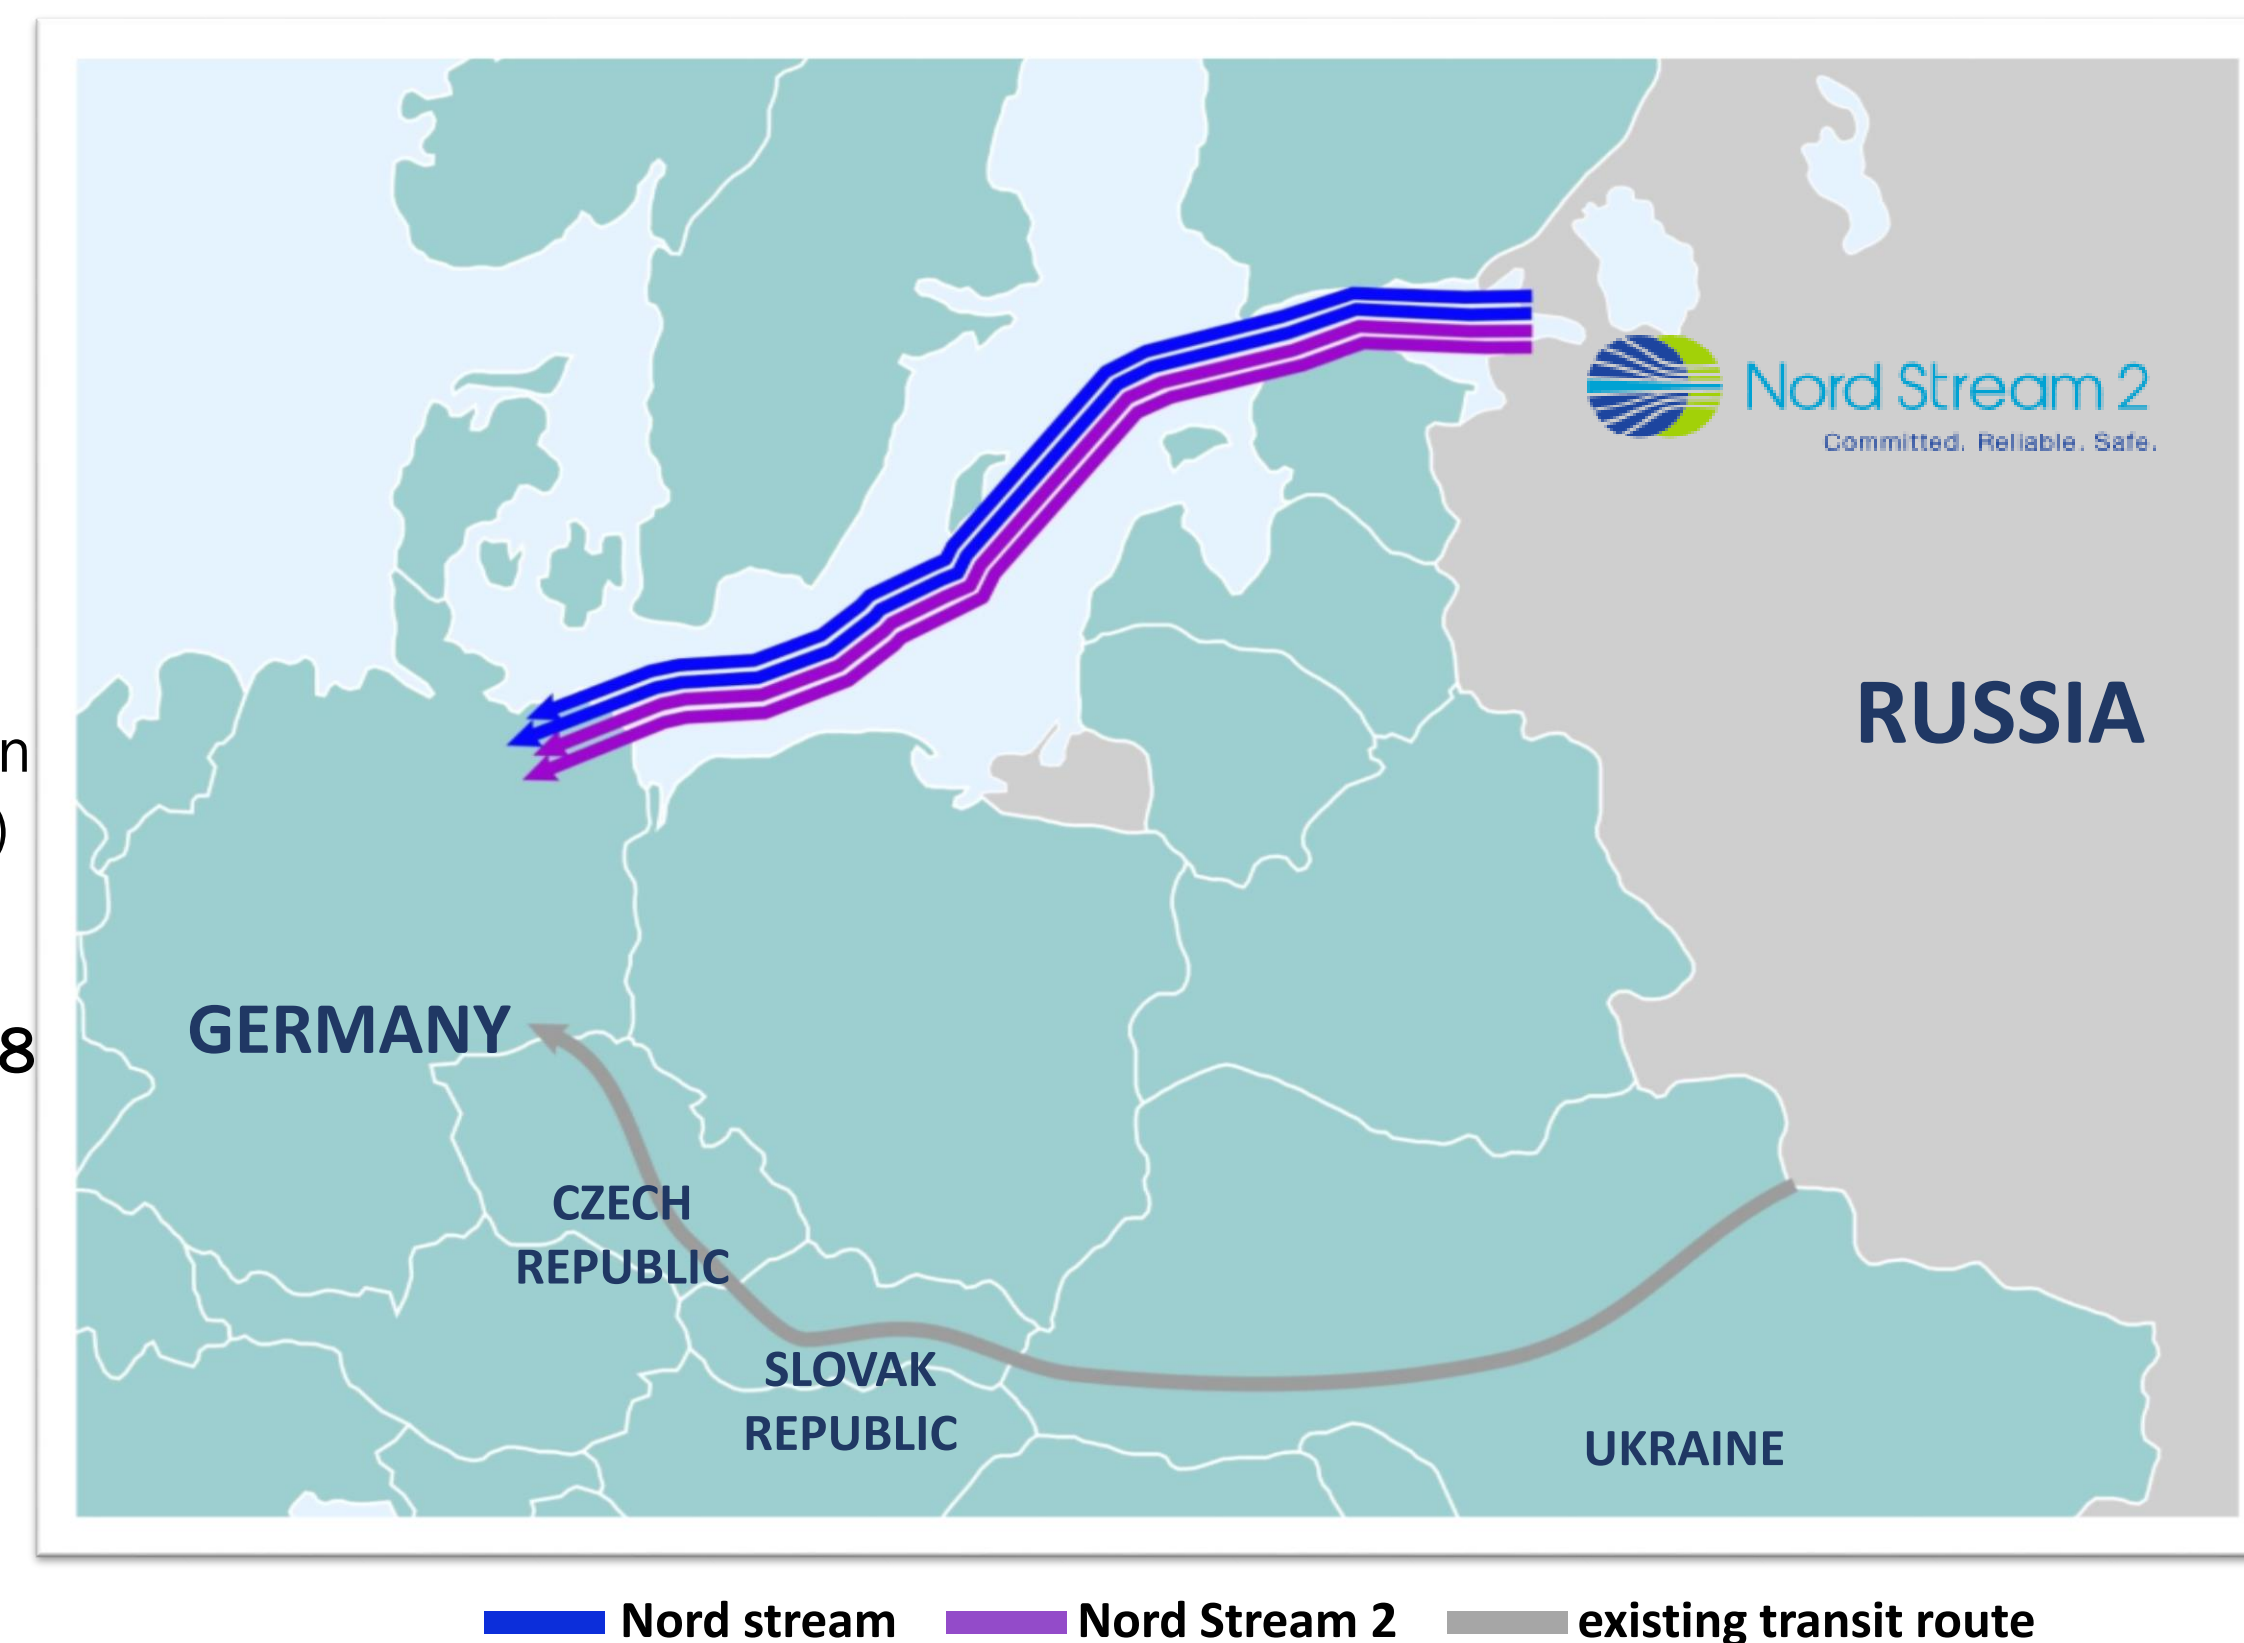 Nord Stream 2
Committed. Reliable. Safe.
RUSSIA
n
)
GERMANY
8
CZECH
REPUBLIC
SLOVAK
REPUBLIC
UKRAINE
Nord stream
Nord Stream 2
existing transit route